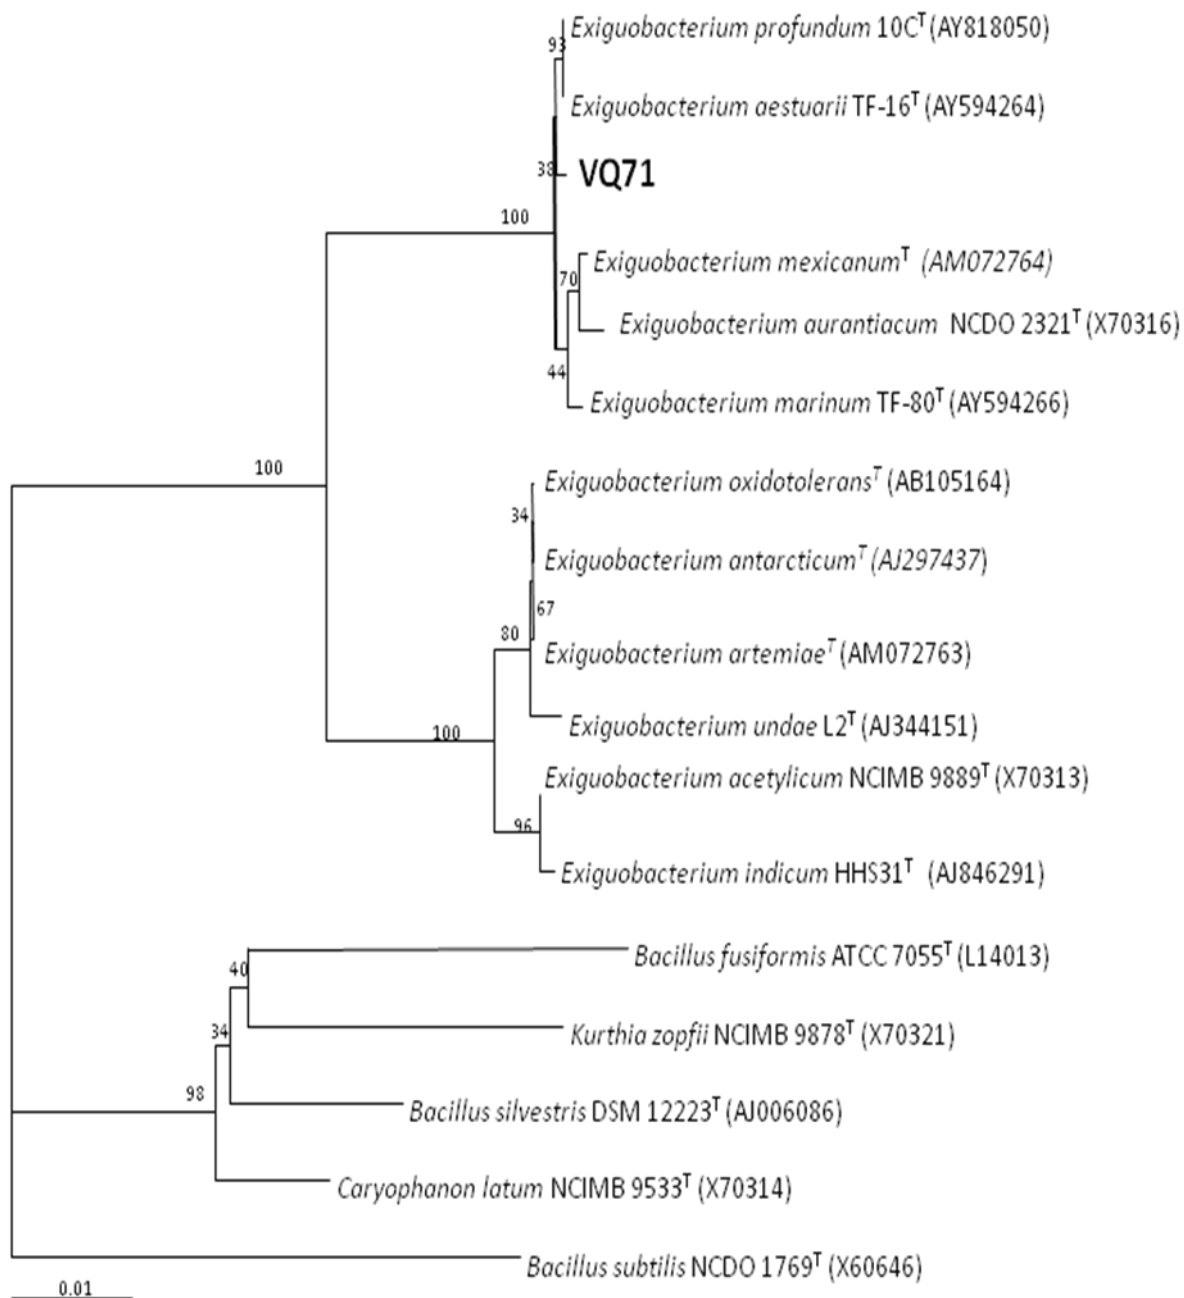 Exiguobacterium profundum 10Cᵀ (AY818050)
93
Exiguobacterium aestuarii TF-16ᵀ (AY594264)
38 VQ71
100
Exiguobacterium mexicanumᵀ (AM072764)
70
Exiguobacterium aurantiacum NCDO 2321ᵀ (X70316)
44
Exiguobacterium marinum TF-80ᵀ (AY594266)
100
Exiguobacterium oxidotoleransᵀ (AB105164)
34
Exiguobacterium antarcticumᵀ (AJ297437)
67
80
Exiguobacterium artemiaeᵀ (AM072763)
Exiguobacterium undae L2ᵀ (AJ344151)
100
Exiguobacterium acetylicum NCIMB 9889ᵀ (X70313)
96
Exiguobacterium indicum HHS31ᵀ (AJ846291)
Bacillus fusiformis ATCC 7055ᵀ (L14013)
40
Kurthia zopfii NCIMB 9878ᵀ (X70321)
34
98
Bacillus silvestris DSM 12223ᵀ (AJ006086)
Caryophanon latum NCIMB 9533ᵀ (X70314)
Bacillus subtilis NCDO 1769ᵀ (X60646)
0.01